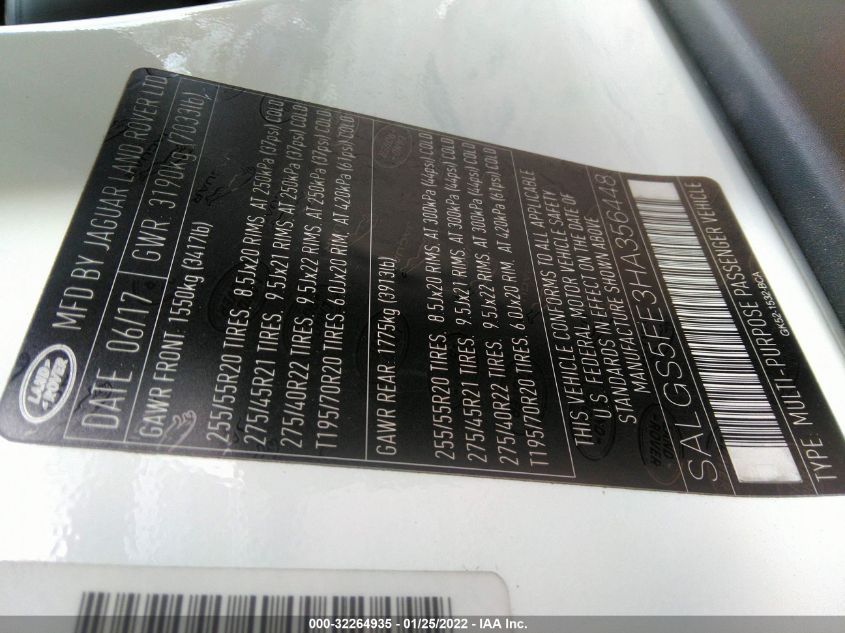 LAND ROVER
MFD BY JAGUAR LAND ROVER LTD
DATE: 06/17 GWR: 3190kg (7033lb)
GAWR FRONT: 1550kg (3417lb)
255/55R20 TIRES. 8.5Jx20 RIMS. AT 250kPa (37psi) COLD
275/45R21 TIRES. 9.5Jx21 RIMS. AT 250kPa (37psi) COLD
275/40R22 TIRES. 9.5Jx22 RIMS. AT 250kPa (37psi) COLD
T195/70R20 TIRES. 6.0Jx20 RIM. AT 420kPa (61psi) COLD
GAWR REAR: 1775kg (3913lb)
255/55R20 TIRES. 8.5Jx20 RIMS. AT 300kPa (44psi) COLD
275/45R21 TIRES. 9.5Jx21 RIMS. AT 300kPa (44psi) COLD
275/40R22 TIRES. 9.5Jx22 RIMS. AT 300kPa (44psi) COLD
T195/70R20 TIRES. 6.0Jx20 RIM. AT 420kPa (61psi) COLD
THIS VEHICLE CONFORMS TO ALL APPLICABLE
U.S. FEDERAL MOTOR VEHICLE SAFETY
STANDARDS IN EFFECT ON THE DATE OF
MANUFACTURE SHOWN ABOVE.
SALGS5FE3HA356448
TYPE: MULTI-PURPOSE PASSENGER VEHICLE
000-32264935 - 01/25/2022 - IAA Inc.